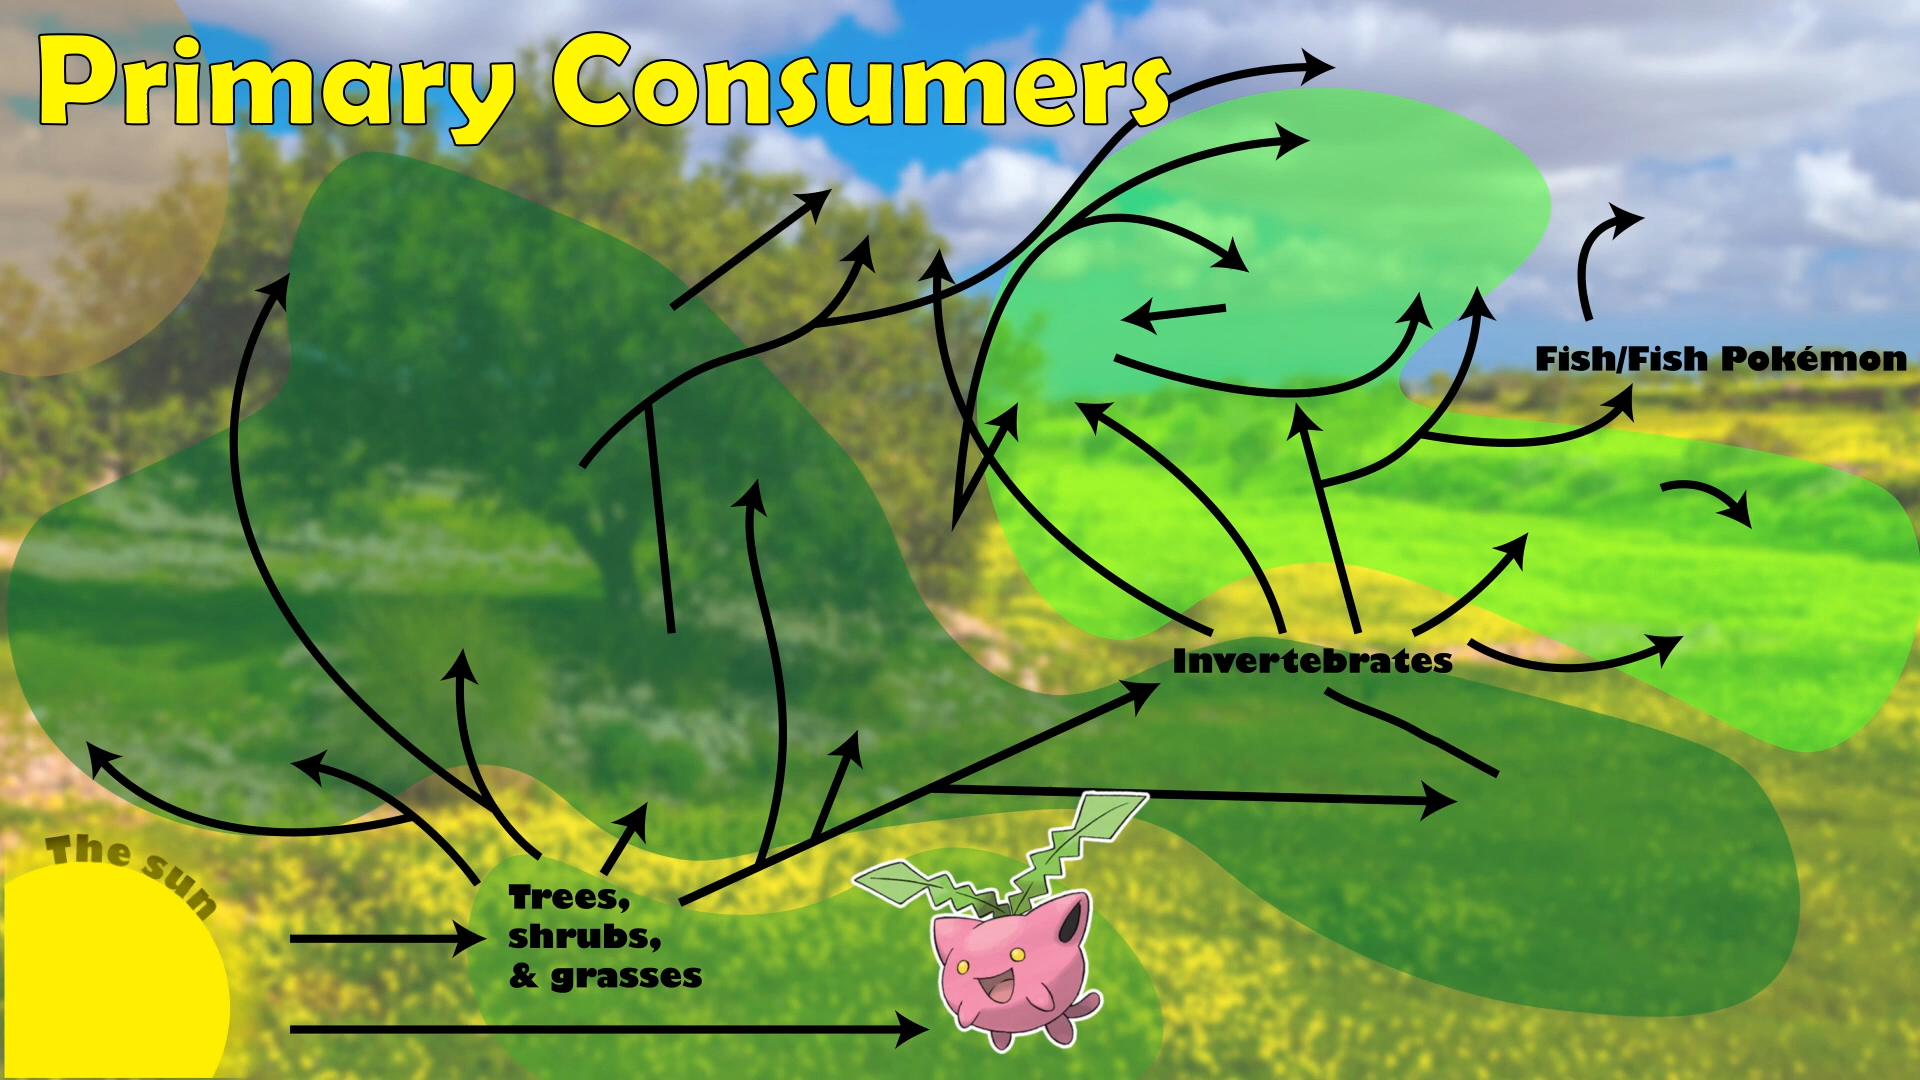 Primary Consumers
Fish/Fish Pokémon
Invertebrates
The sun
Trees,
shrubs,
& grasses